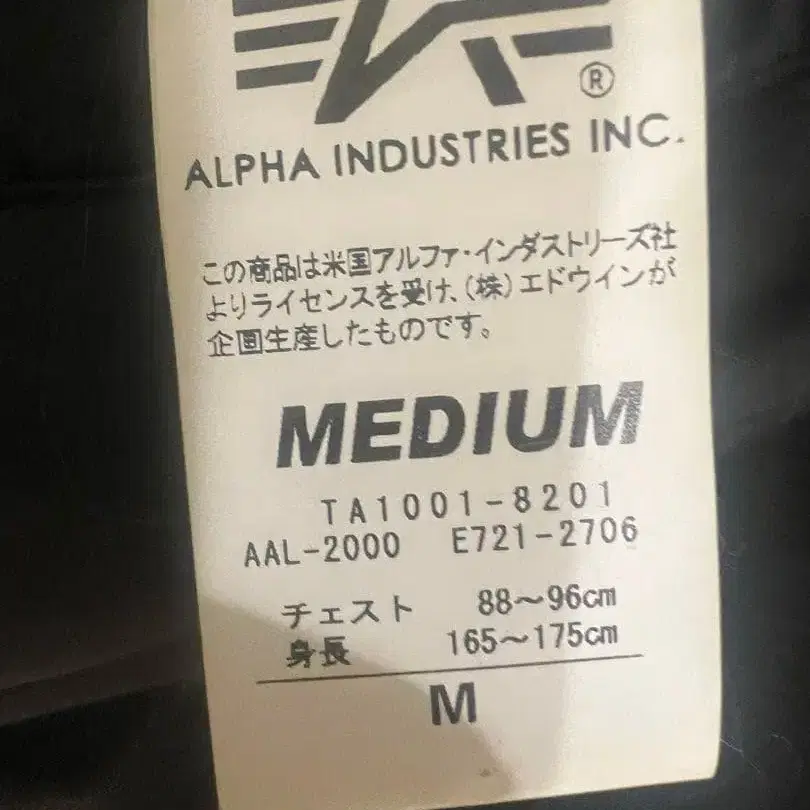 ®
ALPHA INDUSTRIES INC.
この商品は米国アルファ・インダストリーズ社
よりライセンスを受け、(株)エドウインが
企画生産したものです。
MEDIUM
TA1001-8201
AAL-2000 E721-2706
チェスト 88～96cm
身長 165～175cm
M